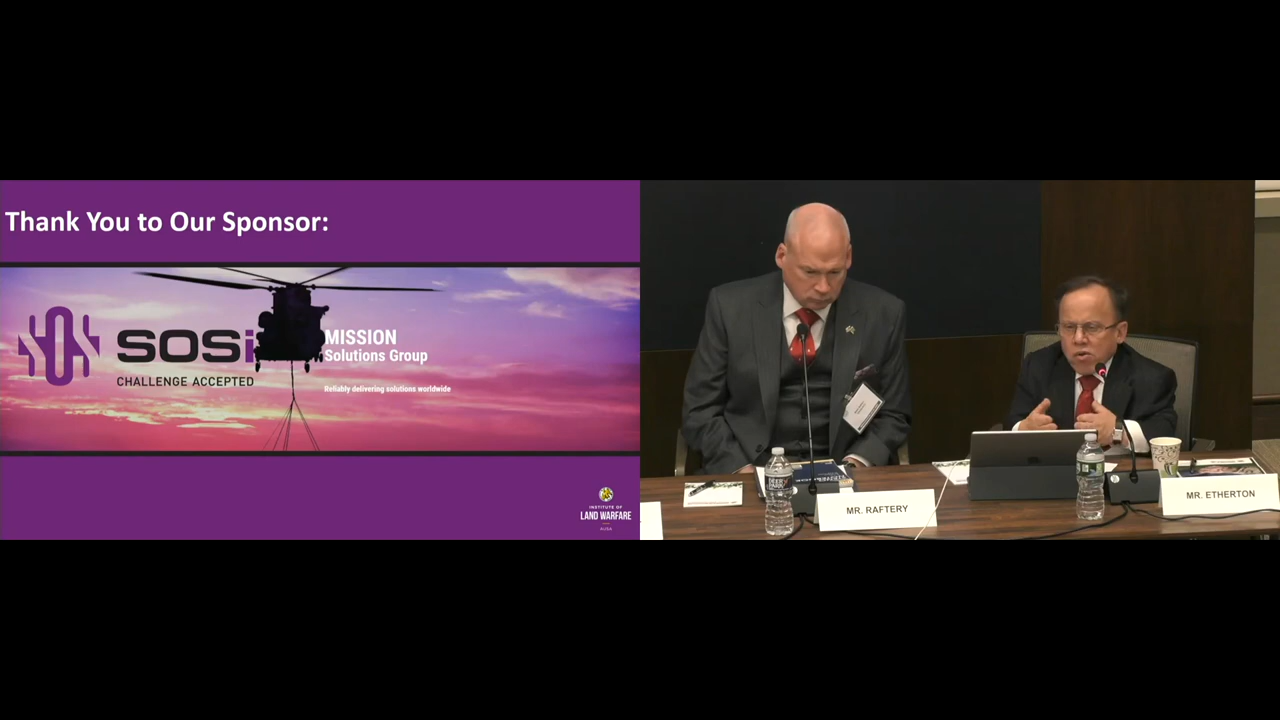 Thank You to Our Sponsor:
SOSi
CHALLENGE ACCEPTED
MISSION
Solutions Group
Reliably delivering solutions worldwide
INSTITUTE OF
LAND WARFARE
AUSA
MR. RAFTERY
MR. ETHERTON